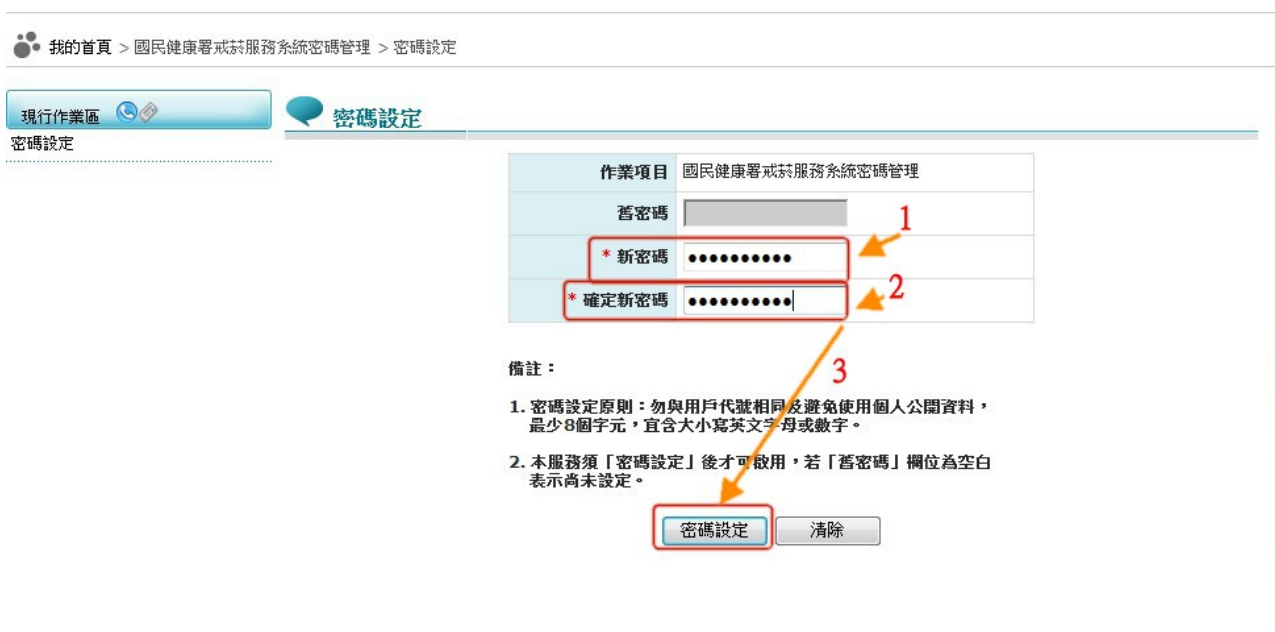 我的首頁 > 國民健康署戒菸服務系統密碼管理 > 密碼設定
現行作業區
密碼設定
密碼設定
作業項目 國民健康署戒菸服務系統密碼管理
舊密碼
1
* 新密碼 ••••••••••
2
* 確定新密碼 ••••••••••
3
備註：
1. 密碼設定原則：勿與用戶代號相同及避免使用個人公開資料，
最少8個字元，宜含大小寫英文字母或數字。
2. 本服務須「密碼設定」後才可啟用，若「舊密碼」欄位為空白
表示尚未設定。
密碼設定 清除